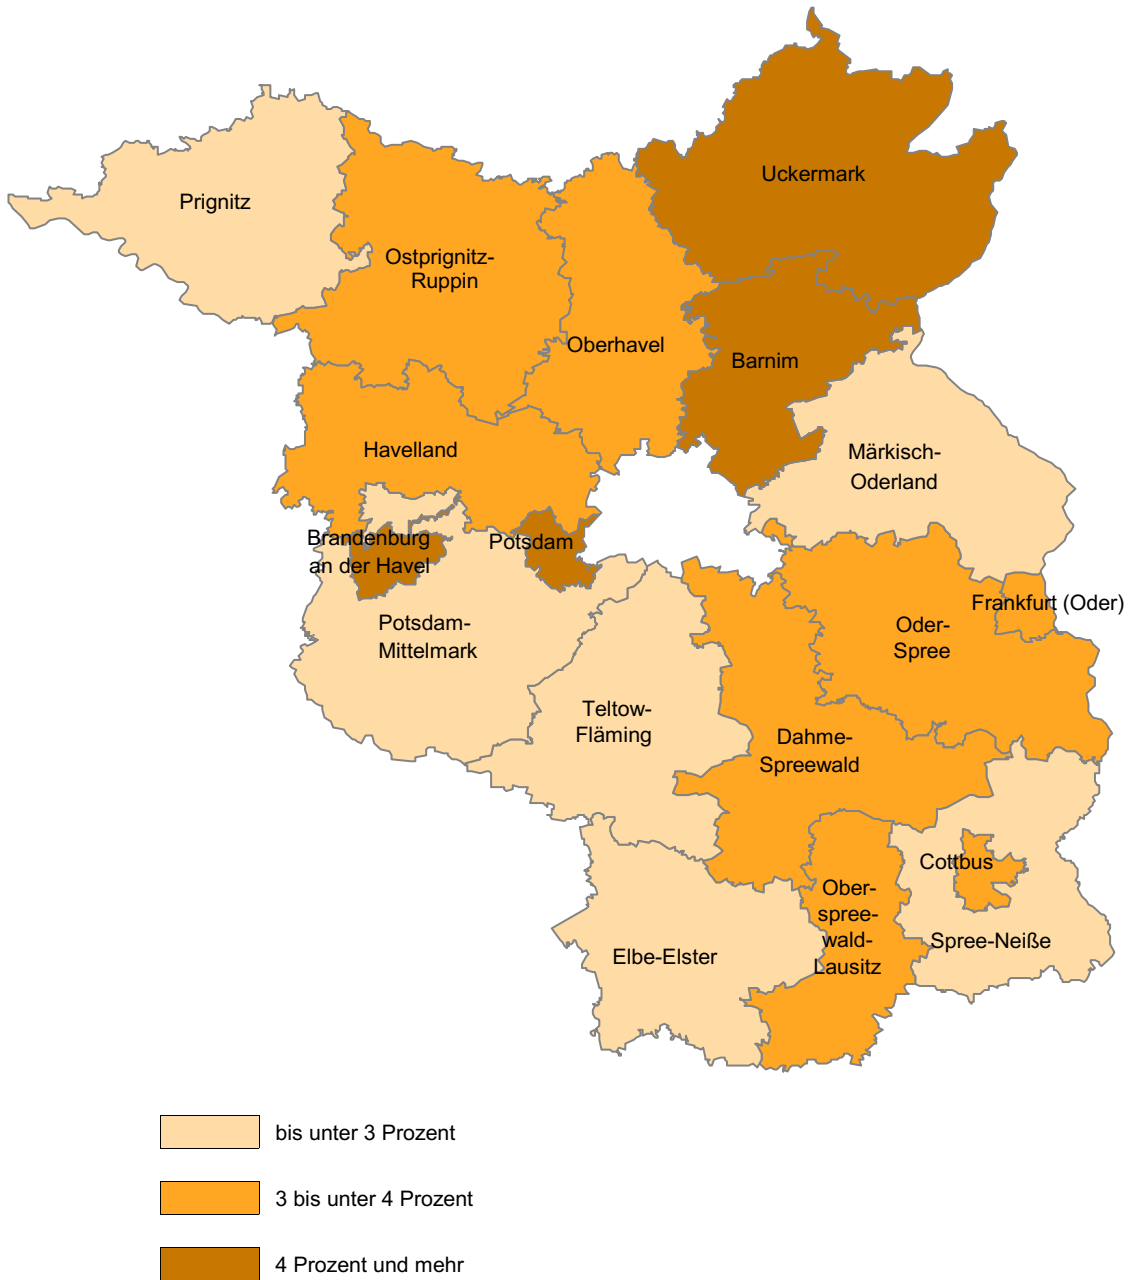 Uckermark
Prignitz
Ostprignitz-
Ruppin
Oberhavel
Barnim
Havelland
Märkisch-
Oderland
Brandenburg
an der Havel
Potsdam
Frankfurt (Oder)
Potsdam-
Mittelmark
Oder-
Spree
Teltow-
Fläming
Dahme-
Spreewald
Cottbus
Ober-
spree-
wald-
Lausitz
Spree-Neiße
Elbe-Elster
bis unter 3 Prozent
3 bis unter 4 Prozent
4 Prozent und mehr